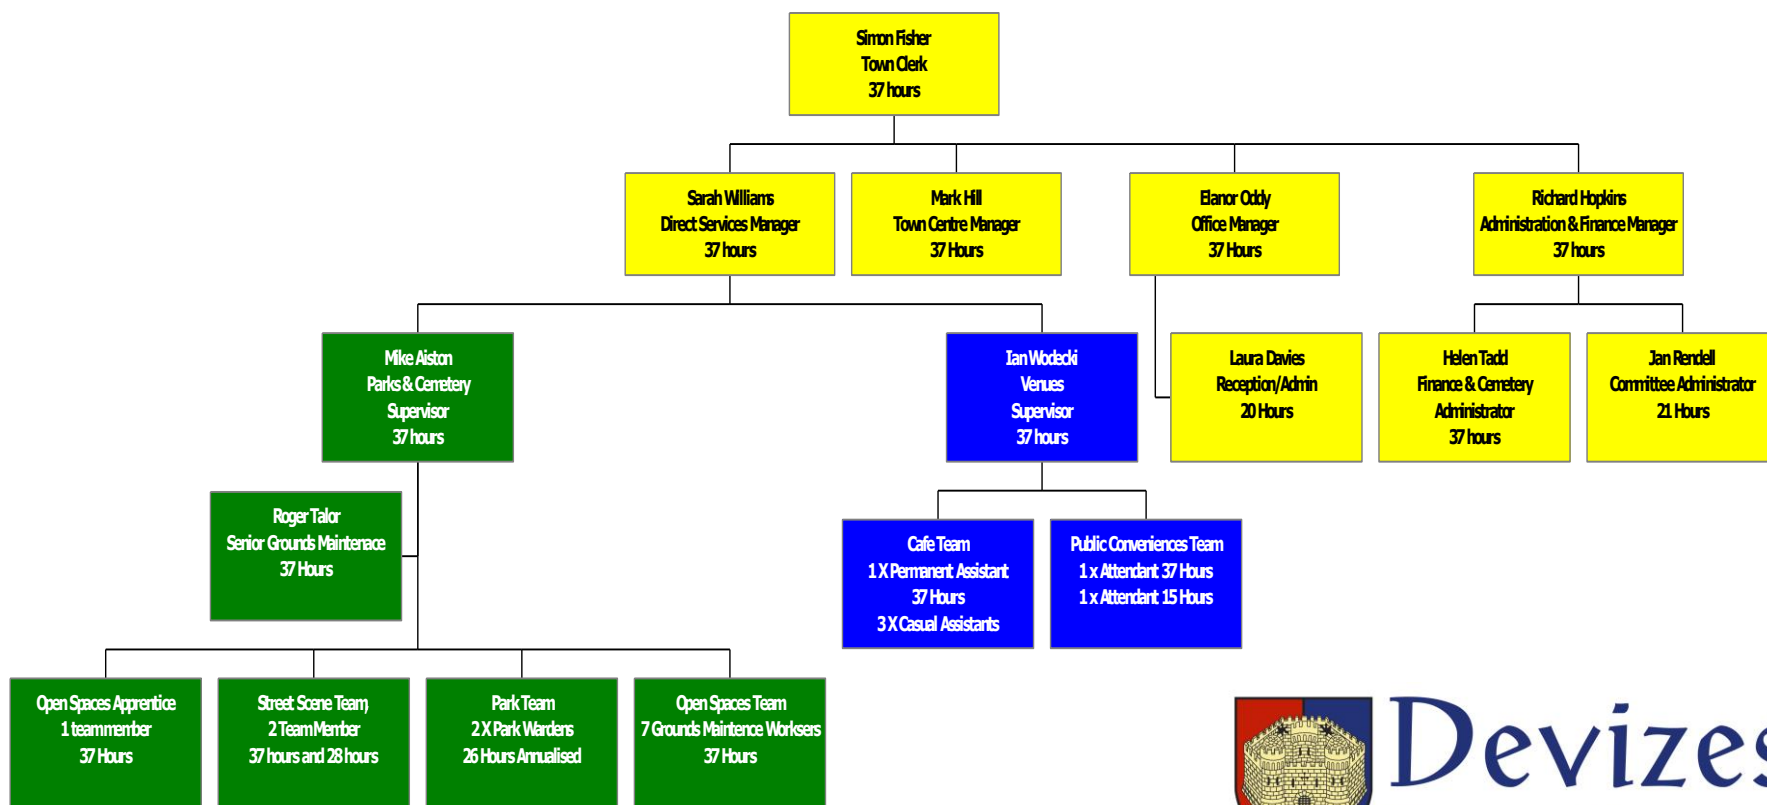 Simon Fisher
Town Clerk
37 hours
Sarah Williams
Direct Services Manager
37 hours
Mark Hill
Town Centre Manager
37 Hours
Elanor Oddy
Office Manager
37 Hours
Richard Hopkins
Administration & Finance Manager
37 hours
Mike Aiston
Parks & Cemetery
Supervisor
37 hours
Ian Wodecki
Venues
Supervisor
37 hours
Laura Davies
Reception/Admin
20 Hours
Helen Tadd
Finance & Cemetery
Administrator
37 hours
Jan Rendell
Committee Administrator
21 Hours
Roger Talor
Senior Grounds Maintenace
37 Hours
Cafe Team
1 X Permanent Assistant
37 Hours
3 X Casual Assistants
Public Conveniences Team
1 x Attendant 37 Hours
1 x Attendant 15 Hours
Open Spaces Apprentice
1 team member
37 Hours
Street Scene Team,
2 Team Member
37 hours and 28 hours
Park Team
2 X Park Wardens
26 Hours Annualised
Open Spaces Team
7 Grounds Maintence Worksers
37 Hours
Devizes